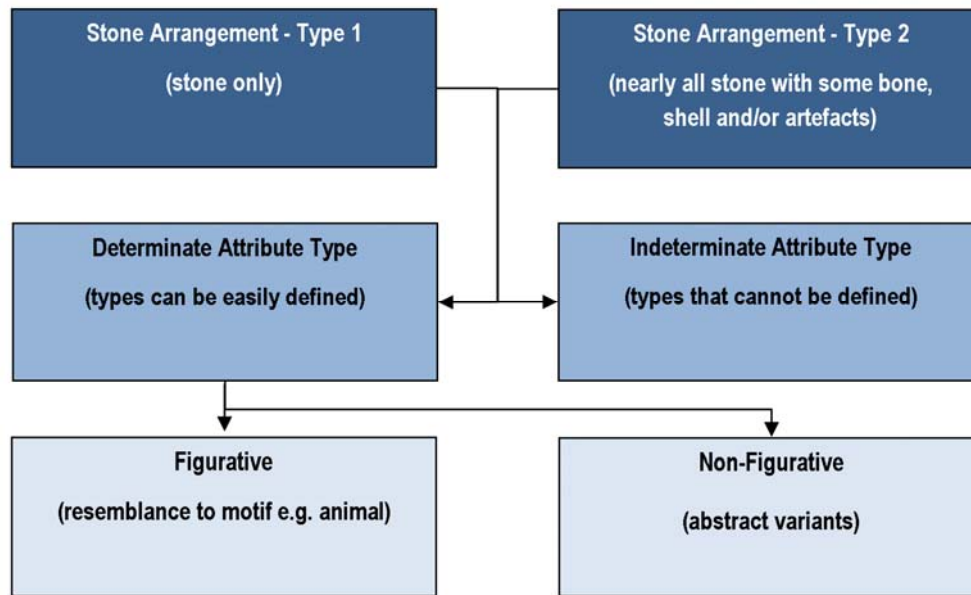 Stone Arrangement - Type 1
(stone only)
Stone Arrangement - Type 2
(nearly all stone with some bone,
shell and/or artefacts)
Determinate Attribute Type
(types can be easily defined)
Indeterminate Attribute Type
(types that cannot be defined)
Figurative
(resemblance to motif e.g. animal)
Non-Figurative
(abstract variants)